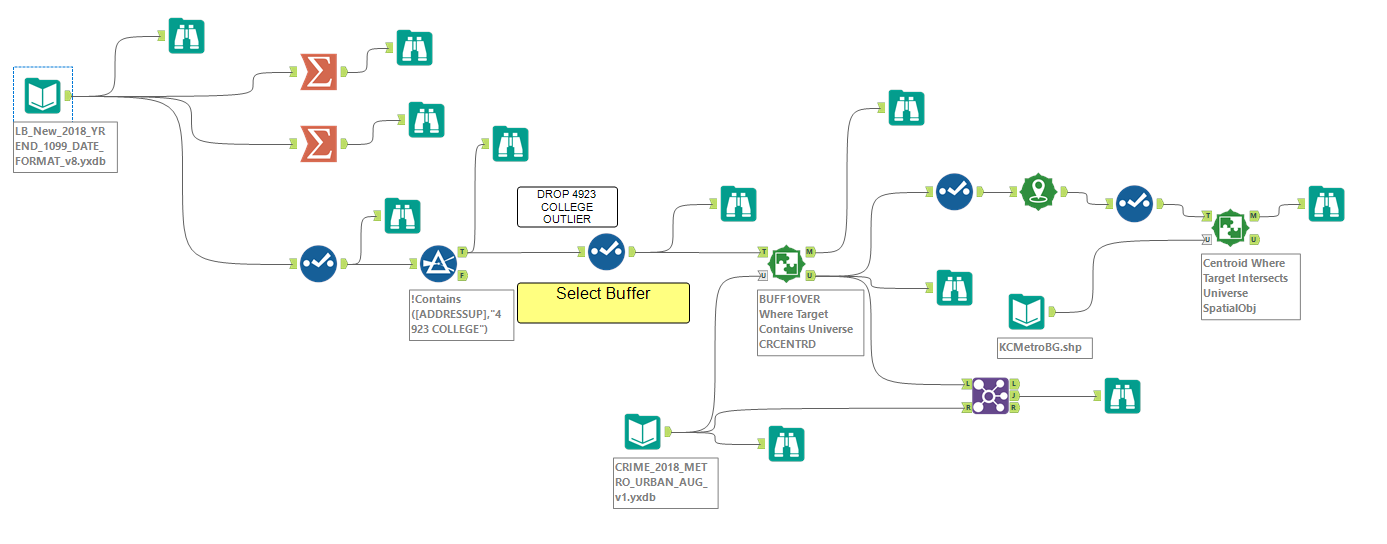 LB_New_2018_YR
END_1099_DATE_
FORMAT_v8.yxdb
DROP 4923
COLLEGE
OUTLIER
T
F
!Contains
([ADDRESSUP],"4
923 COLLEGE")
Select Buffer
T
U
M
U
BUFF1OVER
Where Target
Contains Universe
CRCENTRD
T
U
M
U
Centroid Where
Target Intersects
Universe
SpatialObj
KCMetroBG.shp
L
R
L
J
R
CRIME_2018_MET
RO_URBAN_AUG_
v1.yxdb